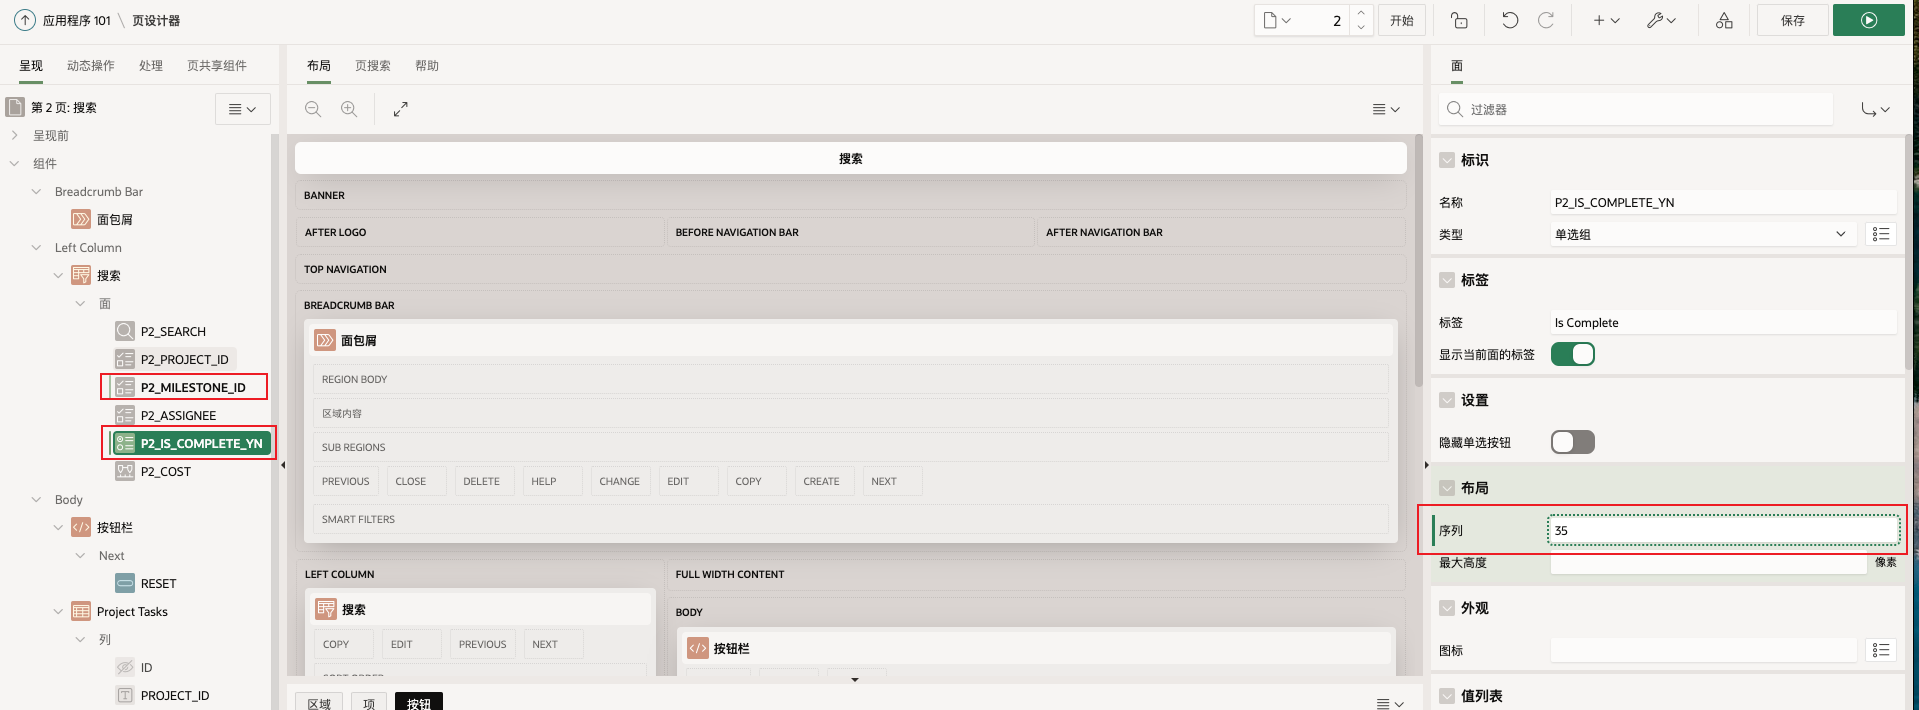 应用程序 101 \ 页设计器
2
开始
保存
呈现
动态操作
处理
页共享组件
第 2 页: 搜索
呈现前
组件
Breadcrumb Bar
面包屑
Left Column
搜索
面
P2_SEARCH
P2_PROJECT_ID
P2_MILESTONE_ID
P2_ASSIGNEE
P2_IS_COMPLETE_YN
P2_COST
Body
按钮栏
Next
RESET
Project Tasks
列
ID
PROJECT_ID
布局
页搜索
帮助
搜索
BANNER
AFTER LOGO
BEFORE NAVIGATION BAR
AFTER NAVIGATION BAR
TOP NAVIGATION
BREADCRUMB BAR
面包屑
REGION BODY
区域内容
SUB REGIONS
PREVIOUS
CLOSE
DELETE
HELP
CHANGE
EDIT
COPY
CREATE
NEXT
SMART FILTERS
LEFT COLUMN
搜索
COPY
EDIT
PREVIOUS
NEXT
SORT ORDER
FULL WIDTH CONTENT
BODY
按钮栏
区域
项
按钮
面
过滤器
标识
名称
P2_IS_COMPLETE_YN
类型
单选组
标签
标签
Is Complete
显示当前面的标签
设置
隐藏单选按钮
布局
序列
35
最大高度
像素
外观
图标
值列表